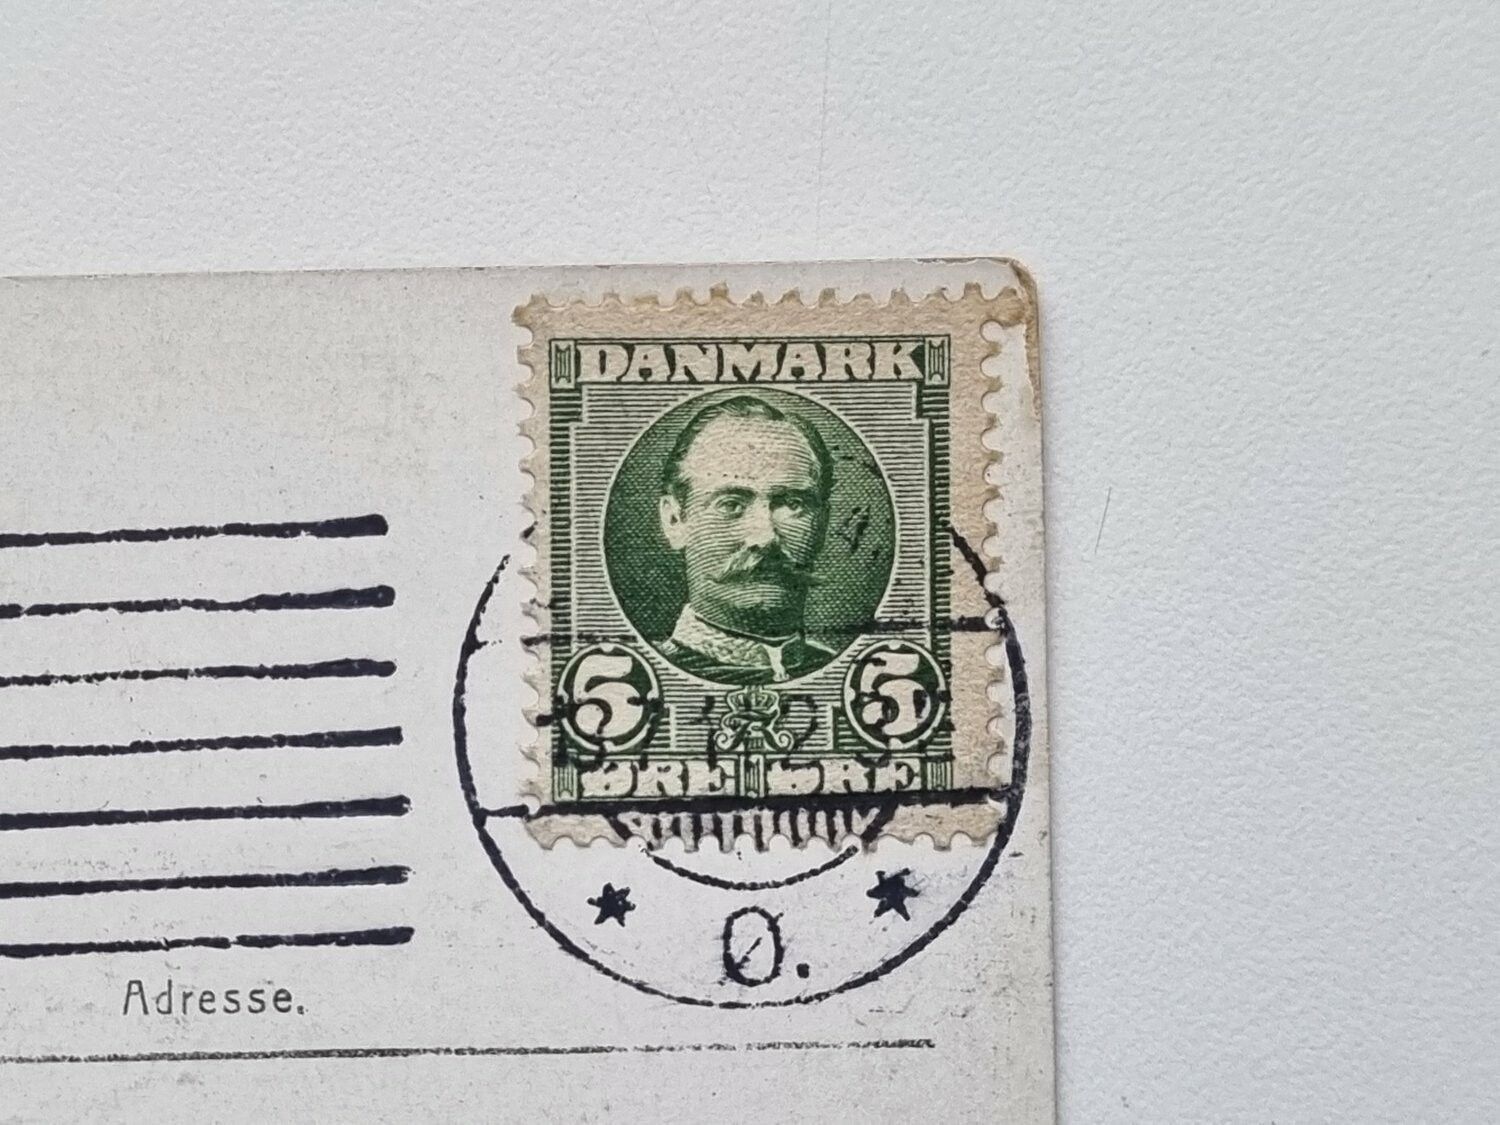 DANMARK
5 5
ØRE ØRE
Ø.
Adresse.